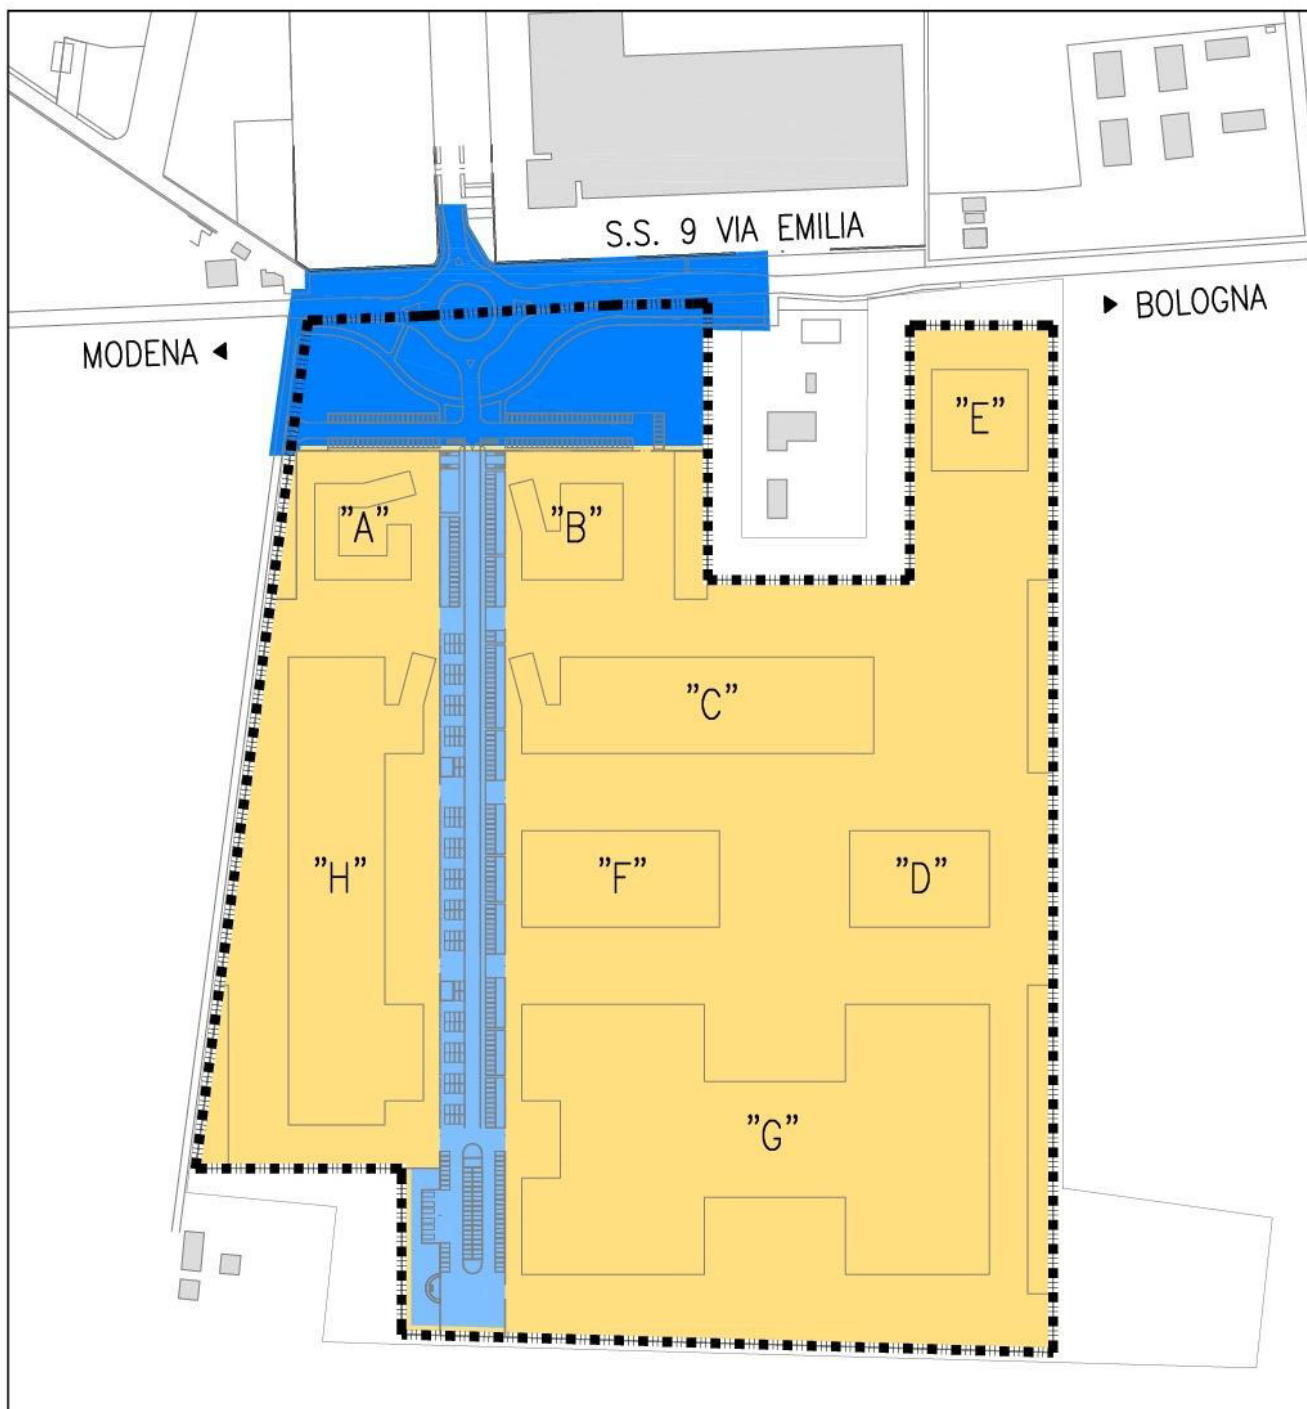 S.S. 9 VIA EMILIA
BOLOGNA
MODENA
"E"
"A"
"B"
"C"
"H"
"F"
"D"
"G"